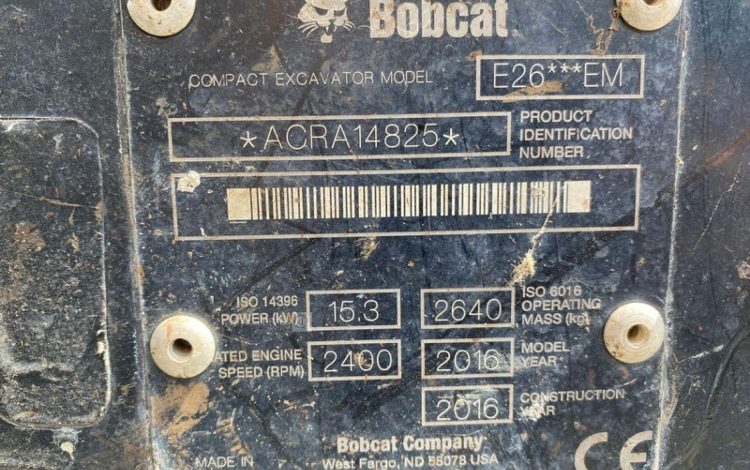 Bobcat
COMPACT EXCAVATOR MODEL E26***EM
*ACRA14825* PRODUCT
IDENTIFICATION
NUMBER
ISO 14396
POWER (kW) 15.3
2640 ISO 6016
OPERATING
MASS (kg)
ATED ENGINE
SPEED (RPM) 2400
2016 MODEL
YEAR
2016 CONSTRUCTION
YEAR
MADE IN
Bobcat Company
West Fargo, ND 58078 USA
CE